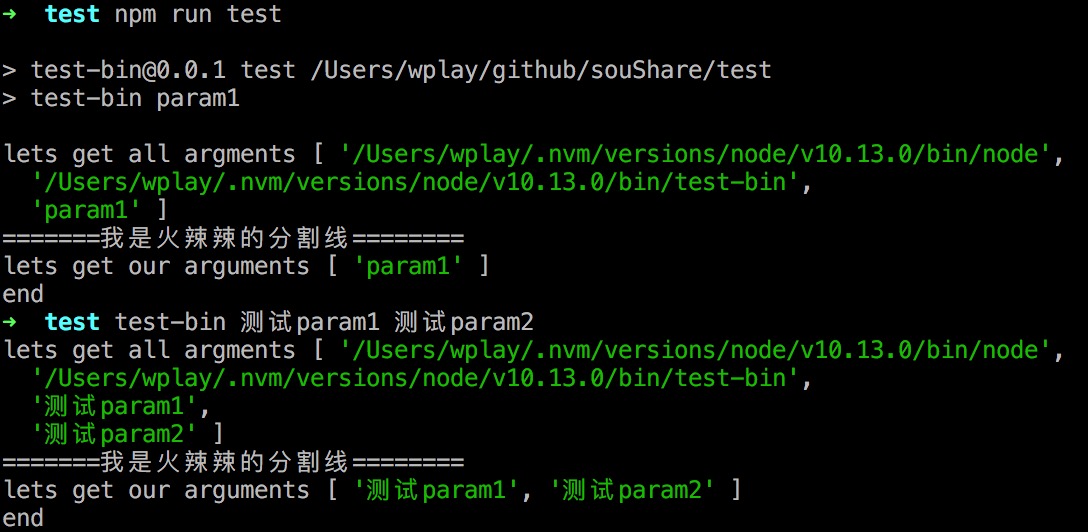 ➜  test npm run test

> test-bin@0.0.1 test /Users/wplay/github/souShare/test
> test-bin param1

lets get all argments [ '/Users/wplay/.nvm/versions/node/v10.13.0/bin/node',
  '/Users/wplay/.nvm/versions/node/v10.13.0/bin/test-bin',
  'param1' ]
=======我是火辣辣的分割线========
lets get our arguments [ 'param1' ]
end
➜  test test-bin 测试param1 测试param2
lets get all argments [ '/Users/wplay/.nvm/versions/node/v10.13.0/bin/node',
  '/Users/wplay/.nvm/versions/node/v10.13.0/bin/test-bin',
  '测试param1',
  '测试param2' ]
=======我是火辣辣的分割线========
lets get our arguments [ '测试param1', '测试param2' ]
end